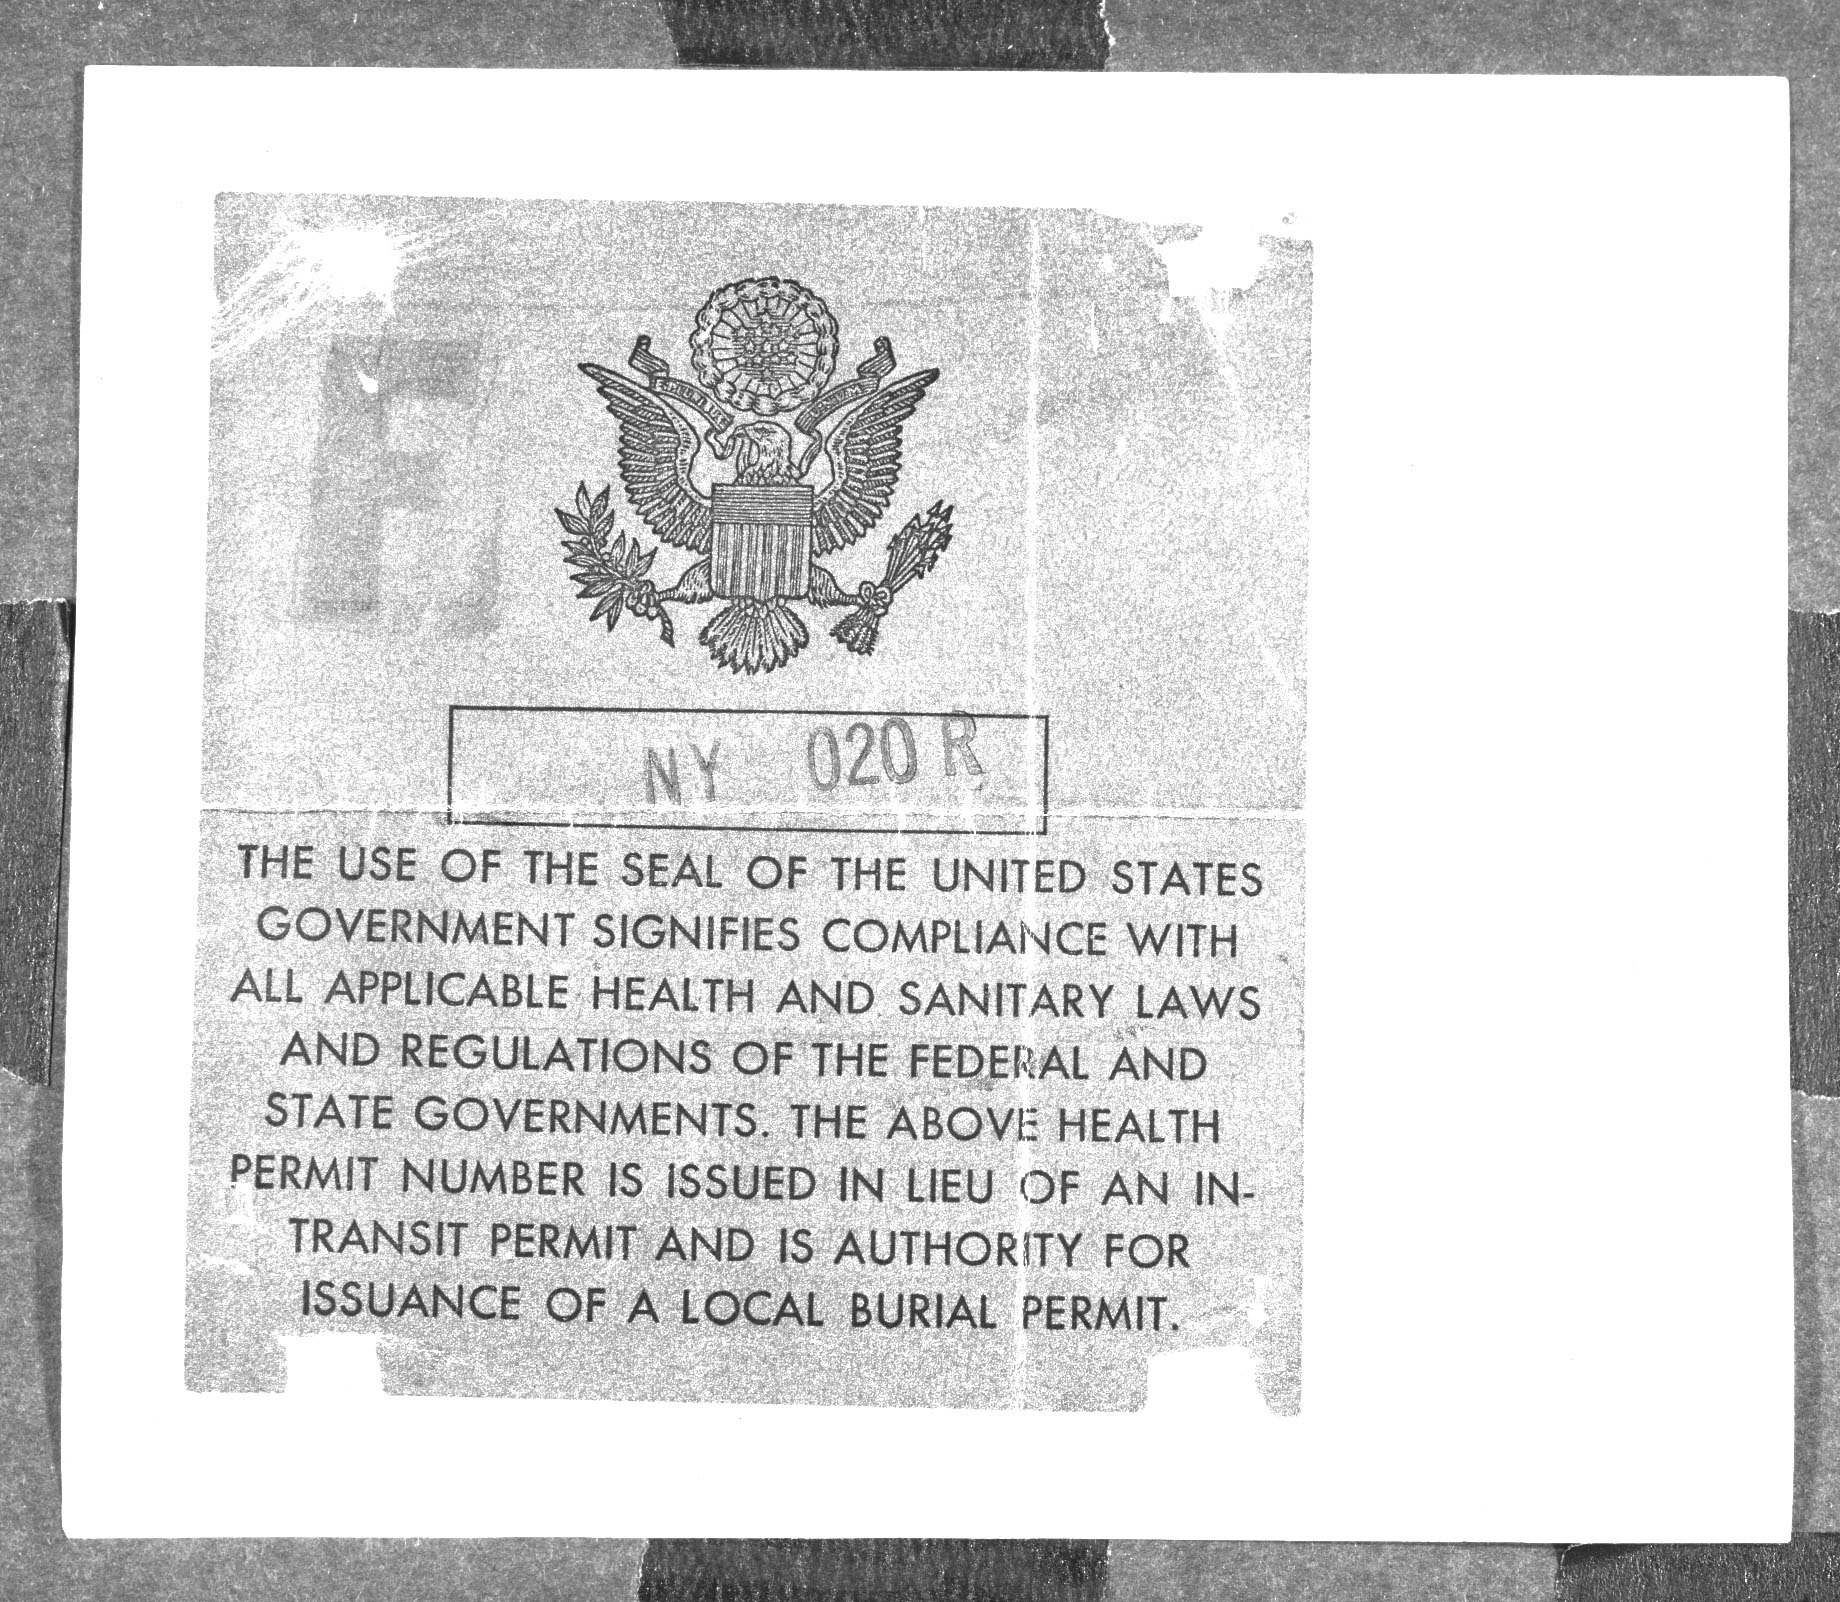 NY 020 R
THE USE OF THE SEAL OF THE UNITED STATES
GOVERNMENT SIGNIFIES COMPLIANCE WITH
ALL APPLICABLE HEALTH AND SANITARY LAWS
AND REGULATIONS OF THE FEDERAL AND
STATE GOVERNMENTS. THE ABOVE HEALTH
PERMIT NUMBER IS ISSUED IN LIEU OF AN IN-
TRANSIT PERMIT AND IS AUTHORITY FOR
ISSUANCE OF A LOCAL BURIAL PERMIT.